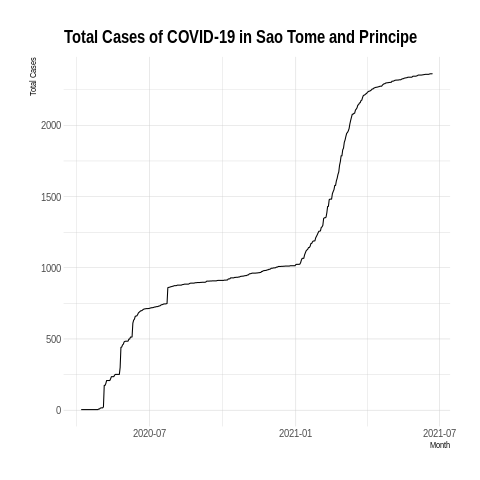 Total Cases of COVID-19 in Sao Tome and Principe
Total Cases
2000
1500
1000
500
0
2020-07 2021-01 2021-07
Month